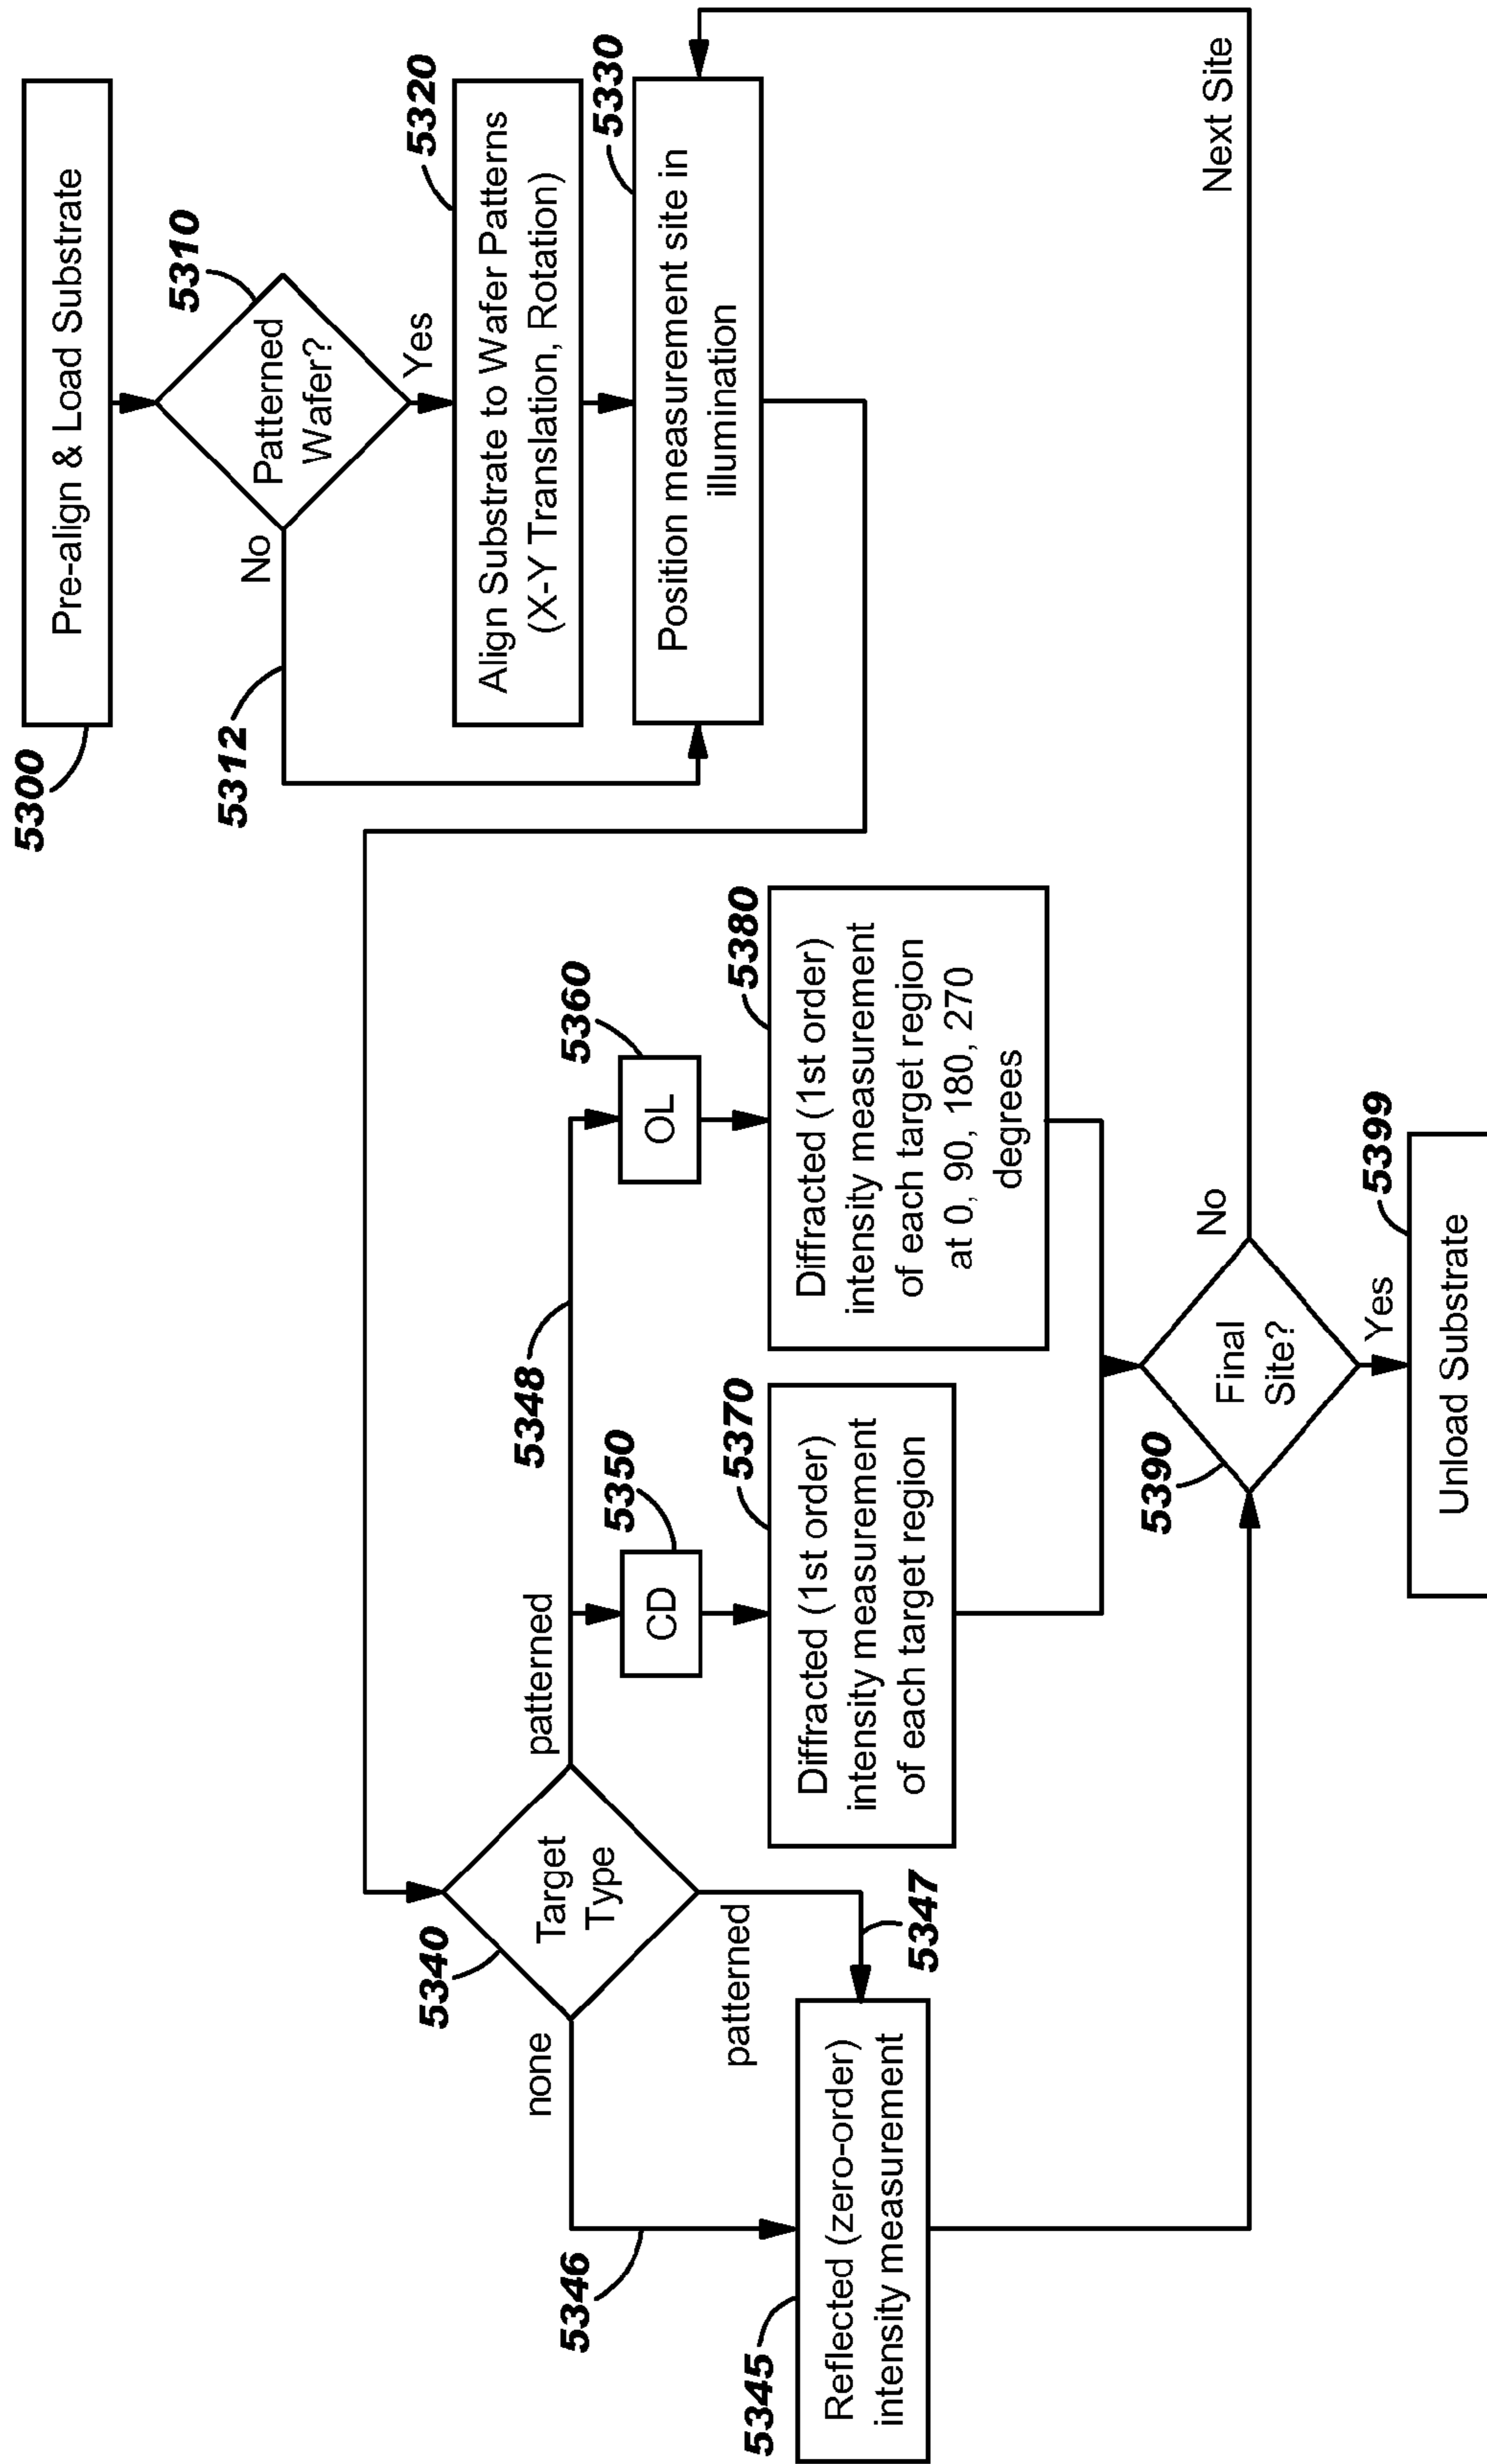 5300
Pre-align & Load Substrate
5310
Patterned
Wafer?
No
Yes
5312
5320
Align Substrate to Wafer Patterns
(X-Y Translation, Rotation)
5330
Position measurement site in
illumination
5340
Target
Type
none
patterned
patterned
5346
5347
5348
5345
Reflected (zero-order)
intensity measurement
5350
CD
5360
OL
5370
Diffracted (1st order)
intensity measurement
of each target region
5380
Diffracted (1st order)
intensity measurement
of each target region
at 0, 90, 180, 270
degrees
5390
Final
Site?
No
Next Site
Yes
5399
Unload Substrate